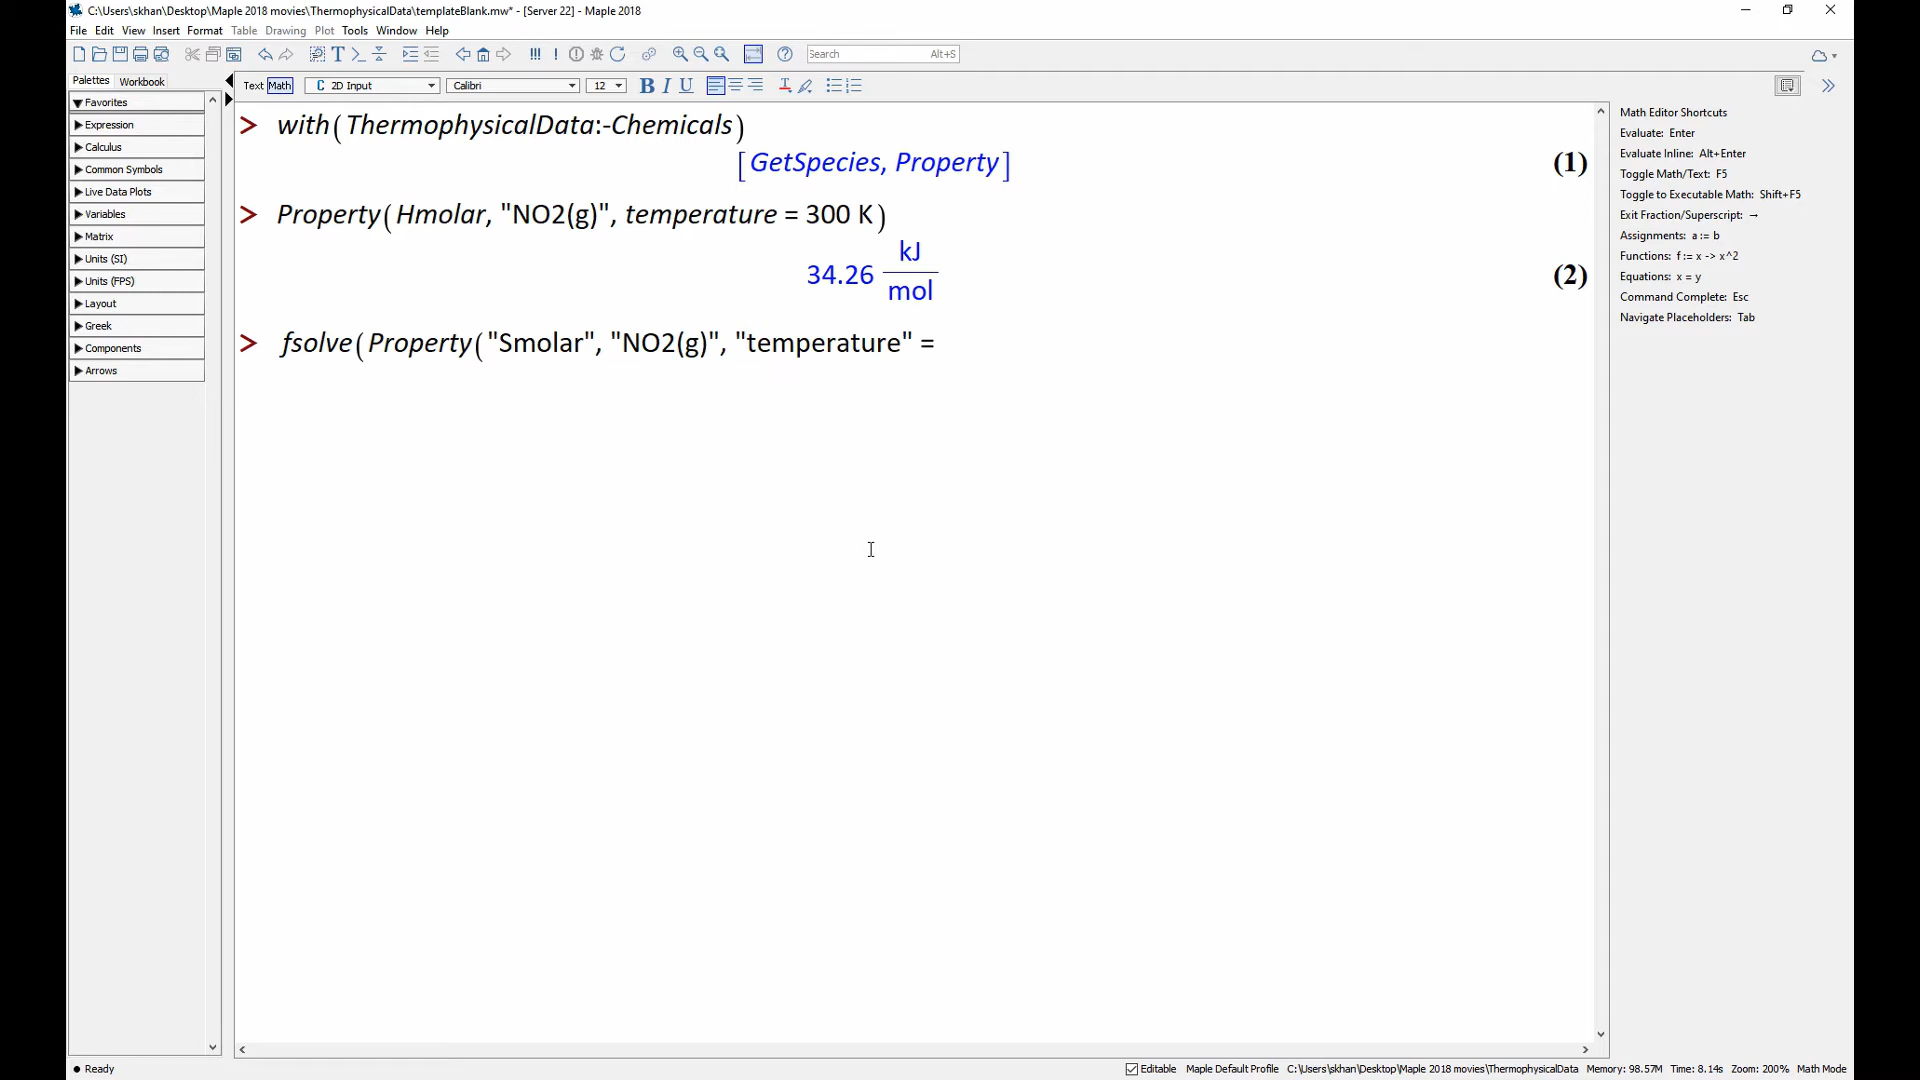 C:\Users\skhan\Desktop\Maple 2018 movies\ThermophysicalData\templateBlank.mw* - [Server 22] - Maple 2018
File Edit View Insert Format Table Drawing Plot Tools Window Help
Search Alt+S
Palettes Workbook
Text Math C 2D Input Calibri 12 B I U
Favorites
Expression
Calculus
Common Symbols
Live Data Plots
Variables
Matrix
Units (SI)
Units (FPS)
Layout
Greek
Components
Arrows
> with(ThermophysicalData:-Chemicals)
[GetSpecies, Property] (1)
> Property(Hmolar, "NO2(g)", temperature = 300 K)
34.26 kJ/mol (2)
> fsolve(Property("Smolar", "NO2(g)", "temperature" =
Math Editor Shortcuts
Evaluate: Enter
Evaluate Inline: Alt+Enter
Toggle Math/Text: F5
Toggle to Executable Math: Shift+F5
Exit Fraction/Superscript: →
Assignments: a := b
Functions: f := x -> x^2
Equations: x = y
Command Complete: Esc
Navigate Placeholders: Tab
Ready
Editable Maple Default Profile C:\Users\skhan\Desktop\Maple 2018 movies\ThermophysicalData Memory: 98.57M Time: 8.14s Zoom: 200% Math Mode